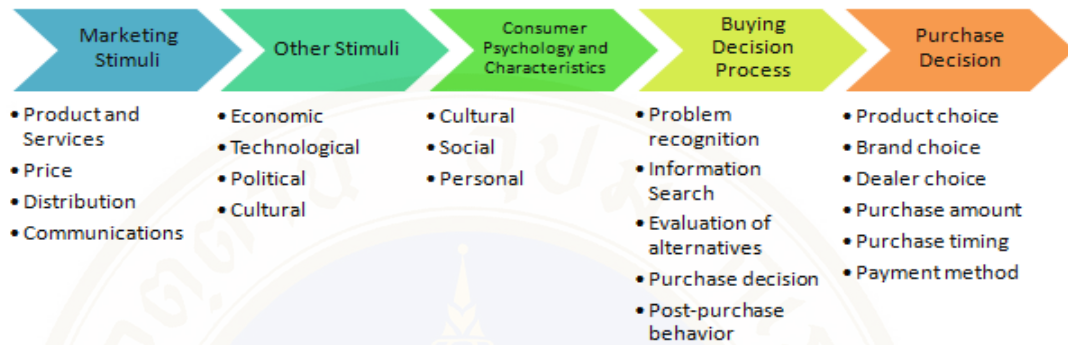 Marketing
Stimuli
Other Stimuli
Consumer
Psychology and
Characteristics
Buying
Decision
Process
Purchase
Decision
• Product and
Services
• Price
• Distribution
• Communications
• Economic
• Technological
• Political
• Cultural
• Cultural
• Social
• Personal
• Problem
recognition
• Information
Search
• Evaluation of
alternatives
• Purchase decision
• Post-purchase
behavior
• Product choice
• Brand choice
• Dealer choice
• Purchase amount
• Purchase timing
• Payment method